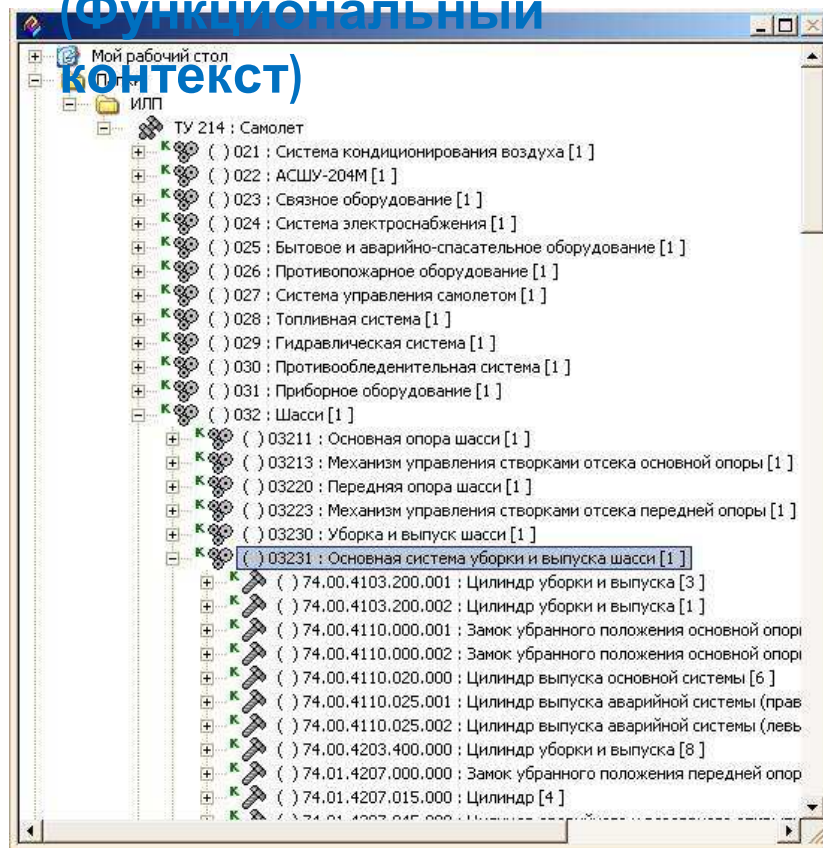 (Функциональный
контекст)
Мой рабочий стол
ИЛП
ТУ 214 : Самолет
К ( ) 021 : Система кондиционирования воздуха [1 ]
К ( ) 022 : АСШУ-204М [1 ]
К ( ) 023 : Связное оборудование [1 ]
К ( ) 024 : Система электроснабжения [1 ]
К ( ) 025 : Бытовое и аварийно-спасательное оборудование [1 ]
К ( ) 026 : Противопожарное оборудование [1 ]
К ( ) 027 : Система управления самолетом [1 ]
К ( ) 028 : Топливная система [1 ]
К ( ) 029 : Гидравлическая система [1 ]
К ( ) 030 : Противообледенительная система [1 ]
К ( ) 031 : Приборное оборудование [1 ]
К ( ) 032 : Шасси [1 ]
К ( ) 03211 : Основная опора шасси [1 ]
К ( ) 03213 : Механизм управления створками отсека основной опоры [1 ]
К ( ) 03220 : Передняя опора шасси [1 ]
К ( ) 03223 : Механизм управления створками отсека передней опоры [1 ]
К ( ) 03230 : Уборка и выпуск шасси [1 ]
К ( ) 03231 : Основная система уборки и выпуска шасси [1 ]
К ( ) 74.00.4103.200.001 : Цилиндр уборки и выпуска [3 ]
К ( ) 74.00.4103.200.002 : Цилиндр уборки и выпуска [1 ]
К ( ) 74.00.4110.000.001 : Замок убранного положения основной опор
К ( ) 74.00.4110.000.002 : Замок убранного положения основной опор
К ( ) 74.00.4110.020.000 : Цилиндр выпуска основной системы [6 ]
К ( ) 74.00.4110.025.001 : Цилиндр выпуска аварийной системы (прав
К ( ) 74.00.4110.025.002 : Цилиндр выпуска аварийной системы (левь
К ( ) 74.00.4203.400.000 : Цилиндр уборки и выпуска [8 ]
К ( ) 74.01.4207.000.000 : Замок убранного положения передней опор
К ( ) 74.01.4207.015.000 : Цилиндр [4 ]